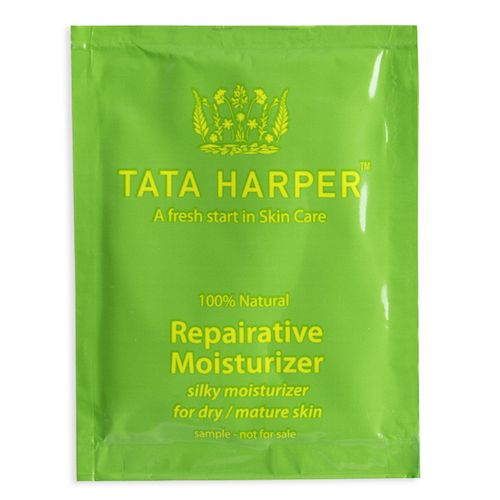 TATA HARPER™
A fresh start in Skin Care
100% Natural
Repairative
Moisturizer
silky moisturizer
for dry / mature skin
sample - not for sale